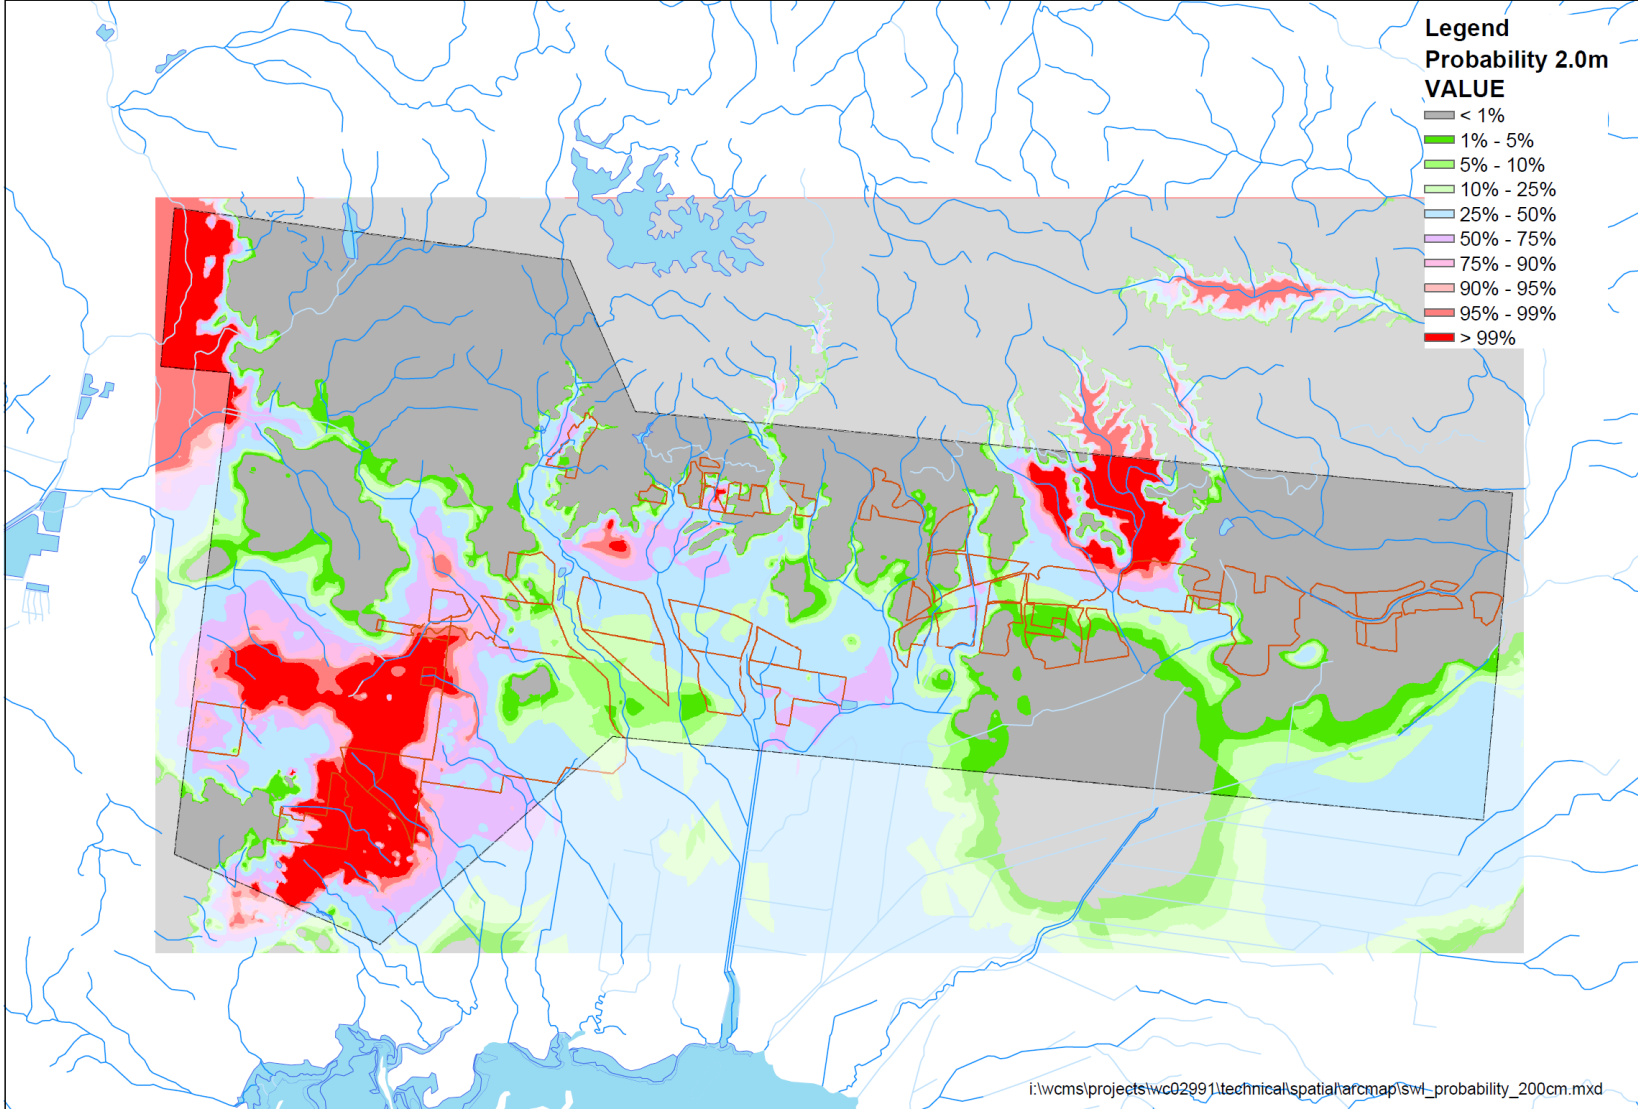 Legend
Probability 2.0m
VALUE
< 1%
1% - 5%
5% - 10%
10% - 25%
25% - 50%
50% - 75%
75% - 90%
90% - 95%
95% - 99%
> 99%
i:\wcms\projects\wc02991\technical\spatial\arcmap\swl_probability_200cm.mxd